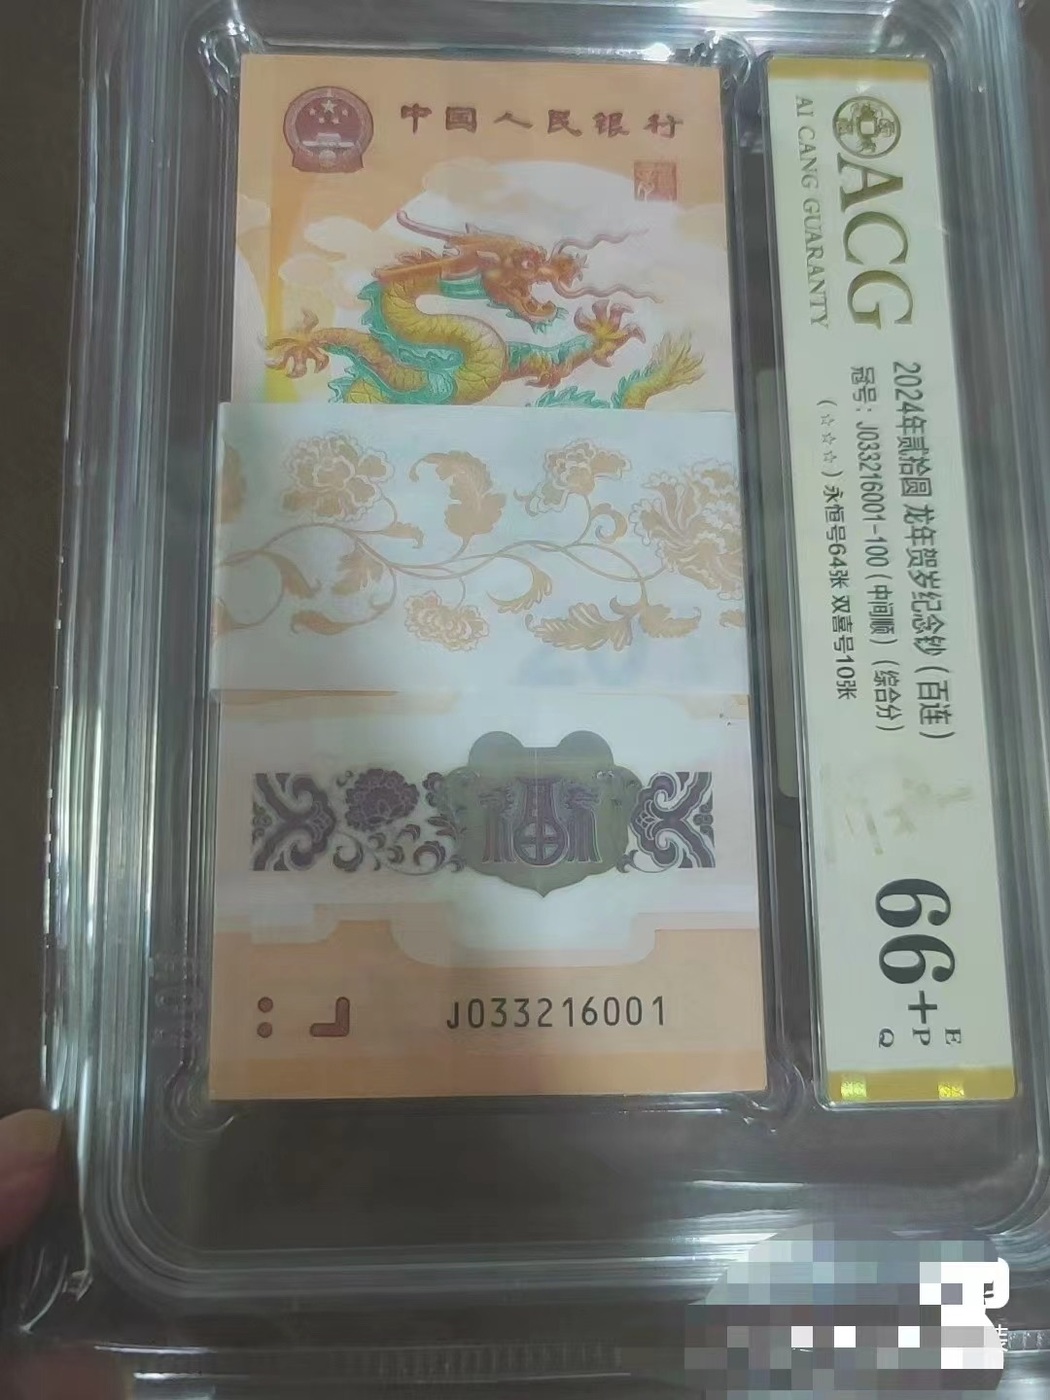 中国人民银行
J033216001
ACG
AI CANG GUARANTY
2024年贰拾圆 龙年贺岁纪念钞（百连）
冠号：J033216001-100（中间顺）（综合分）
（☆☆☆）永恒号64张 双喜号10张
66+
E
P
Q